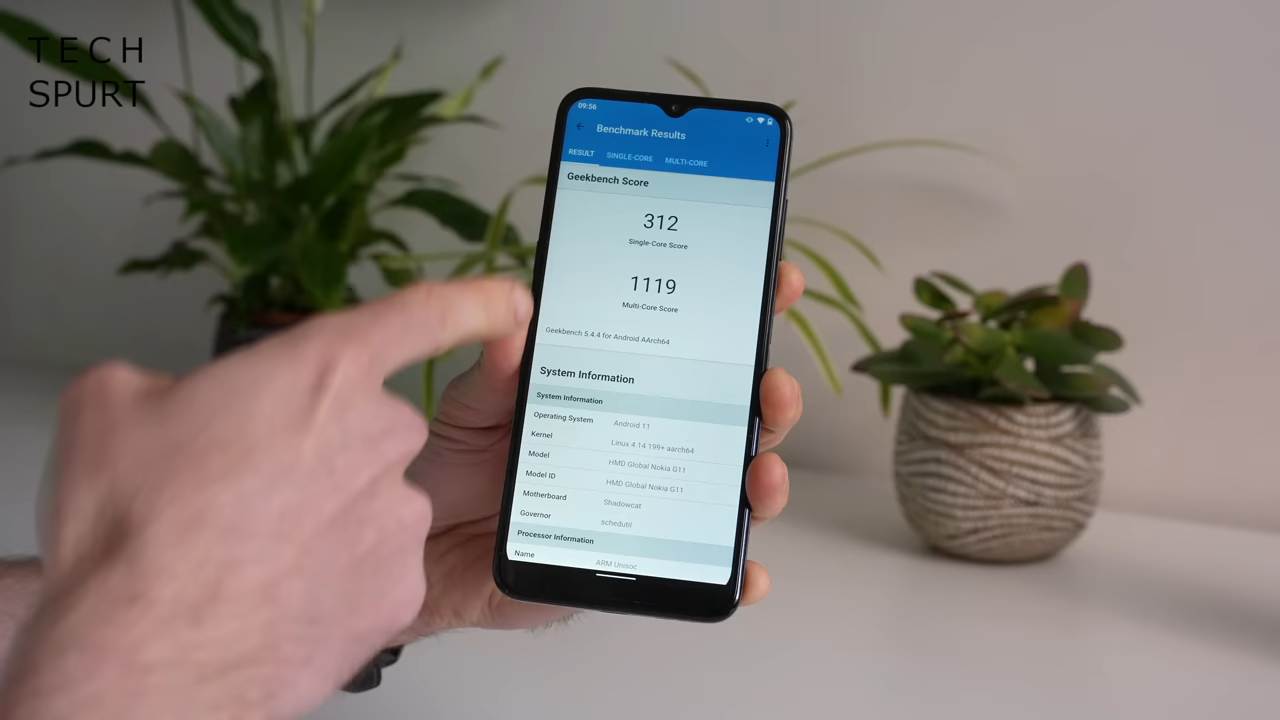 TECH
SPURT
09:56
Benchmark Results
RESULT SINGLE-CORE MULTI-CORE
Geekbench Score
312
Single-Core Score
1119
Multi-Core Score
Geekbench 5.4.4 for Android AArch64
System Information
System Information
Operating System Android 11
Kernel Linux 4.14.199+ aarch64
Model HMD Global Nokia G11
Model ID HMD Global Nokia G11
Motherboard Shadowcat
Governor schedutil
Processor Information
Name ARM Unisoc